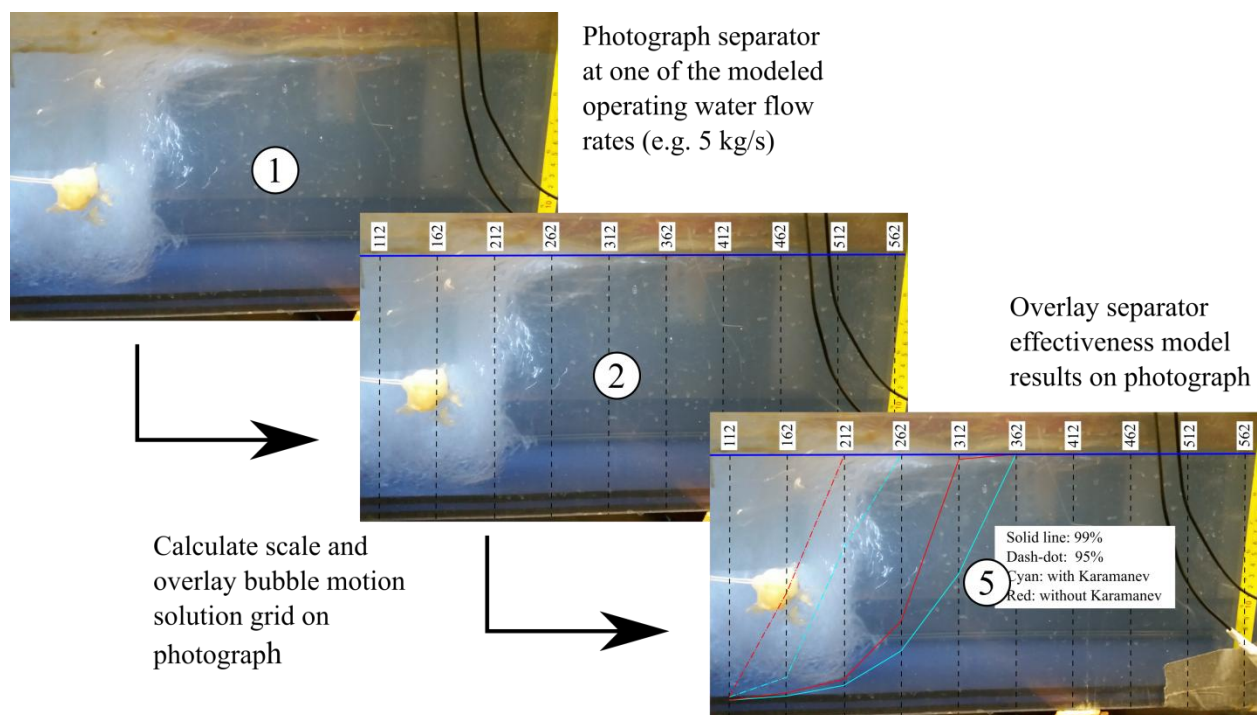 Photograph separator
at one of the modeled
operating water flow
rates (e.g. 5 kg/s)
1
112 162 212 262 312 362 412 462 512 562
2
Overlay separator
effectiveness model
results on photograph
Calculate scale and
overlay bubble motion
solution grid on
photograph
112 162 212 262 312 362 412 462 512 562
Solid line: 99%
Dash-dot: 95%
Cyan: with Karamanev
Red: without Karamanev
5